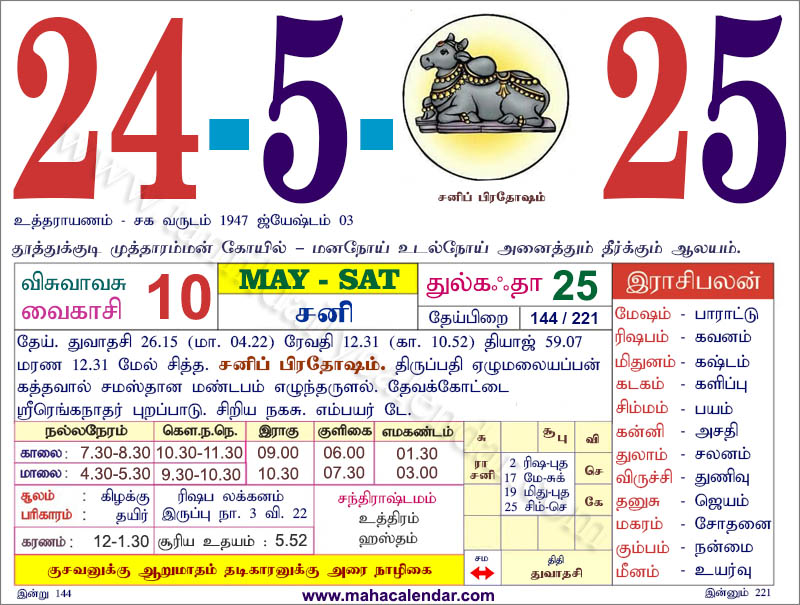 24-5-25
சனிப் பிரதோஷம்
உத்தராயணம் - சக வருடம் 1947 ஜ்யேஷ்டம் 03
தூத்துக்குடி முத்தாரம்மன் கோயில் – மனநோய் உடல்நோய் அனைத்தும் தீர்க்கும் ஆலயம்.
விசுவாவசு
வைகாசி 10
MAY - SAT
சனி
துல்கஃதா 25
தேய்பிறை 144 / 221
தேய். துவாதசி 26.15 (மா. 04.22) ரேவதி 12.31 (கா. 10.52) தியாஜ் 59.07
மரண 12.31 மேல் சித்த. சனிப் பிரதோஷம். திருப்பதி ஏழுமலையப்பன்
கத்தவால் சமஸ்தான மண்டபம் எழுந்தருளல். தேவக்கோட்டை
ஸ்ரீரெங்கநாதர் புறப்பாடு. சிறிய நகசு. எம்பயர் டே.
இராசிபலன்
மேஷம் - பாராட்டு
ரிஷபம் - கவனம்
மிதுனம் - கஷ்டம்
கடகம் - களிப்பு
சிம்மம் - பயம்
கன்னி - அசதி
துலாம் - சலனம்
விருச்சி - துணிவு
தனுசு - ஜெயம்
மகரம் - சோதனை
கும்பம் - நன்மை
மீனம் - உயர்வு
நல்லநேரம் கௌ.ந.நே. இராகு குளிகை எமகண்டம்
காலை: 7.30-8.30 10.30-11.30 09.00 06.00 01.30
மாலை: 4.30-5.30 9.30-10.30 10.30 07.30 03.00
சூலம் : கிழக்கு
பரிகாரம் : தயிர்
ரிஷப லக்கனம்
இருப்பு நா. 3 வி. 22
சந்திராஷ்டமம்
உத்திரம்
ஹஸ்தம்
கரணம்: 12-1.30 சூரிய உதயம் : 5.52
சு சூ பு வி
ரா சனி
2 ரிஷ-புத
17 மே-சுக்
19 மிது-புத
25 சிம்-செ
செ
கே
சம
திதி
துவாதசி
குசவனுக்கு ஆறுமாதம் தடிகாரனுக்கு அரை நாழிகை
இன்று 144
www.mahacalendar.com
இன்னும் 221